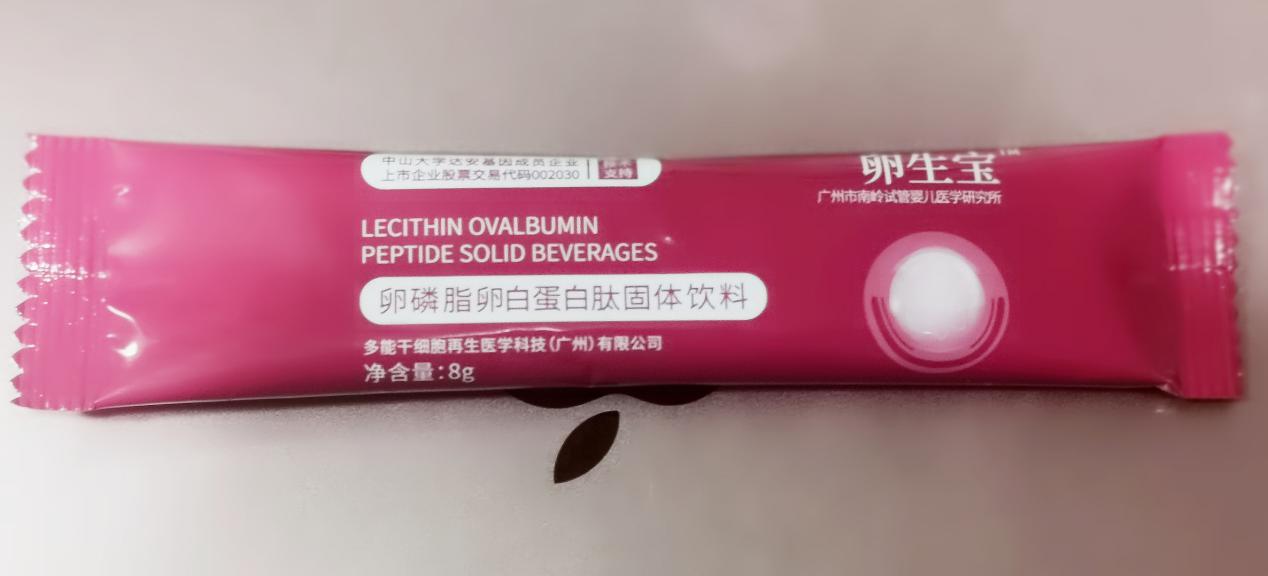 中山大学达安基因成员企业
上市企业股票交易代码002030
技术
支持
LECITHIN OVALBUMIN
PEPTIDE SOLID BEVERAGES
卵磷脂卵白蛋白肽固体饮料
多能干细胞再生医学科技(广州)有限公司
净含量:8g
卵生宝
广州市南岭试管婴儿医学研究所